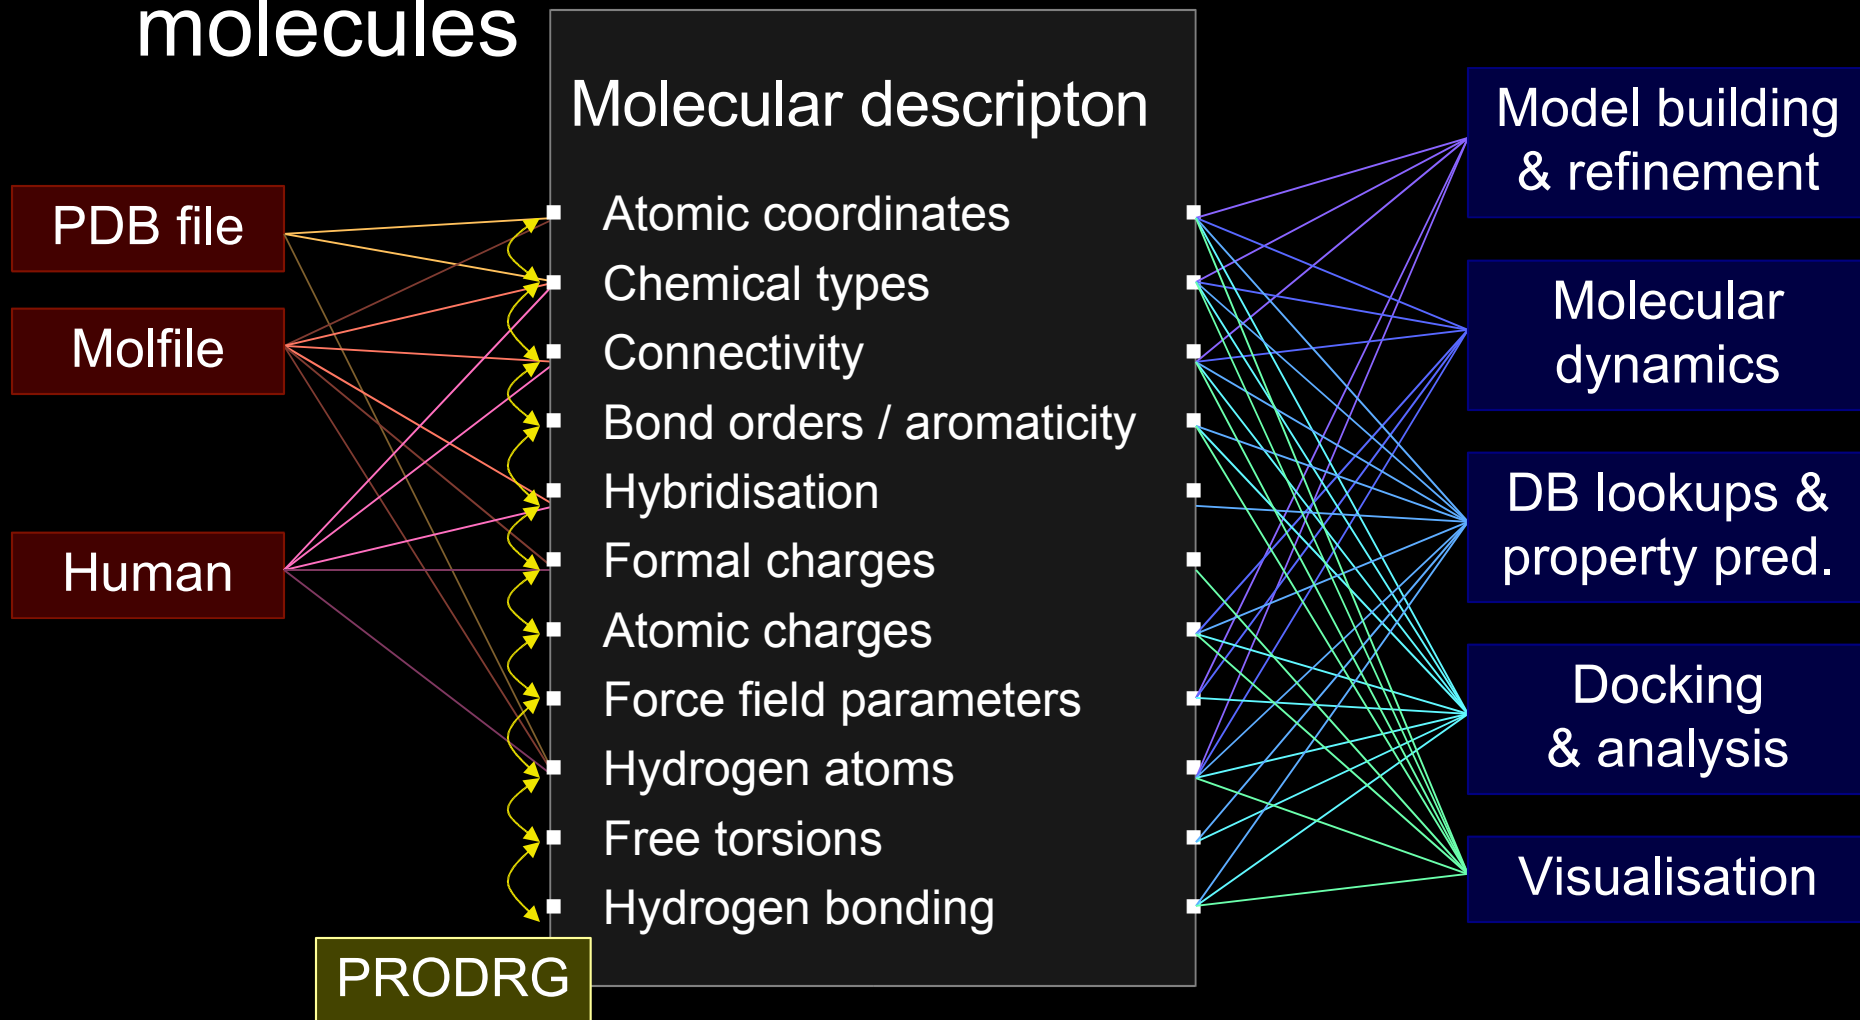 molecules
Molecular descripton
PDB file
Molfile
Human
Atomic coordinates
Chemical types
Connectivity
Bond orders / aromaticity
Hybridisation
Formal charges
Atomic charges
Force field parameters
Hydrogen atoms
Free torsions
Hydrogen bonding
PRODRG
Model building
& refinement
Molecular
dynamics
DB lookups &
property pred.
Docking
& analysis
Visualisation